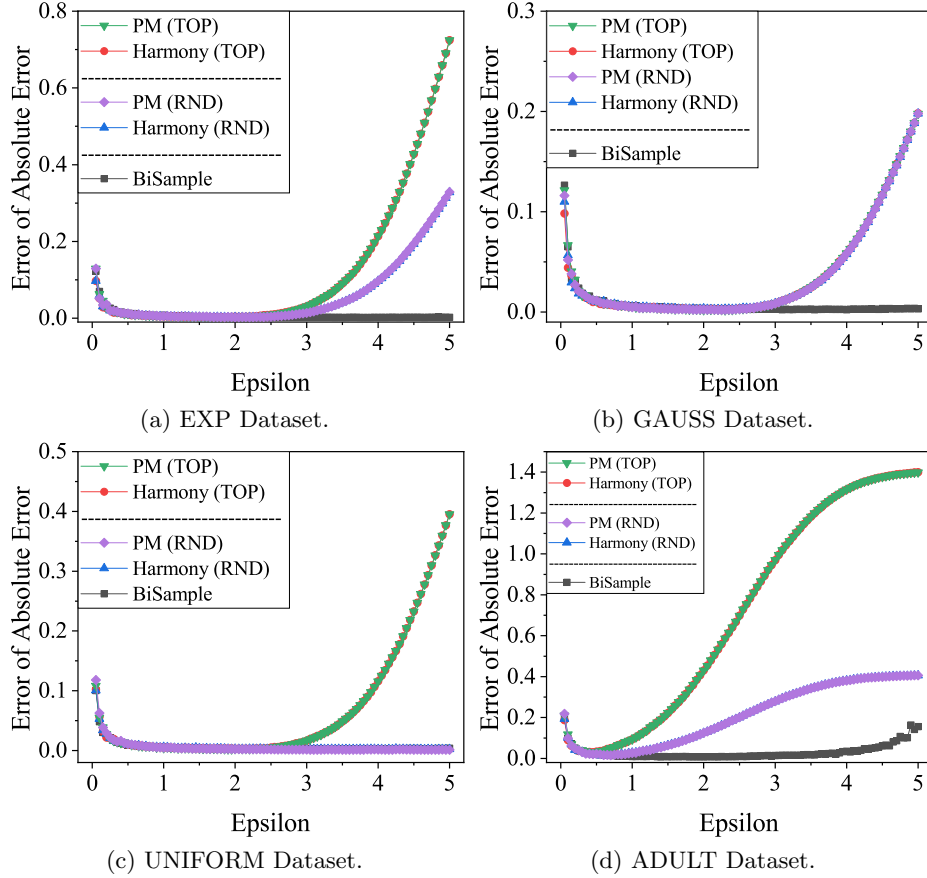 0.8
0.6
0.4
0.2
0.0
0 1 2 3 4 5
Error of Absolute Error
Epsilon
PM (TOP)
Harmony (TOP)
PM (RND)
Harmony (RND)
BiSample
(a) EXP Dataset.
0.3
0.2
0.1
0.0
0 1 2 3 4 5
Error of Absolute Error
Epsilon
PM (TOP)
Harmony (TOP)
PM (RND)
Harmony (RND)
BiSample
(b) GAUSS Dataset.
0.5
0.4
0.3
0.2
0.1
0.0
0 1 2 3 4 5
Error of Absolute Error
Epsilon
PM (TOP)
Harmony (TOP)
PM (RND)
Harmony (RND)
BiSample
(c) UNIFORM Dataset.
1.4
1.2
1.0
0.8
0.6
0.4
0.2
0.0
0 1 2 3 4 5
Error of Absolute Error
Epsilon
PM (TOP)
Harmony (TOP)
PM (RND)
Harmony (RND)
BiSample
(d) ADULT Dataset.